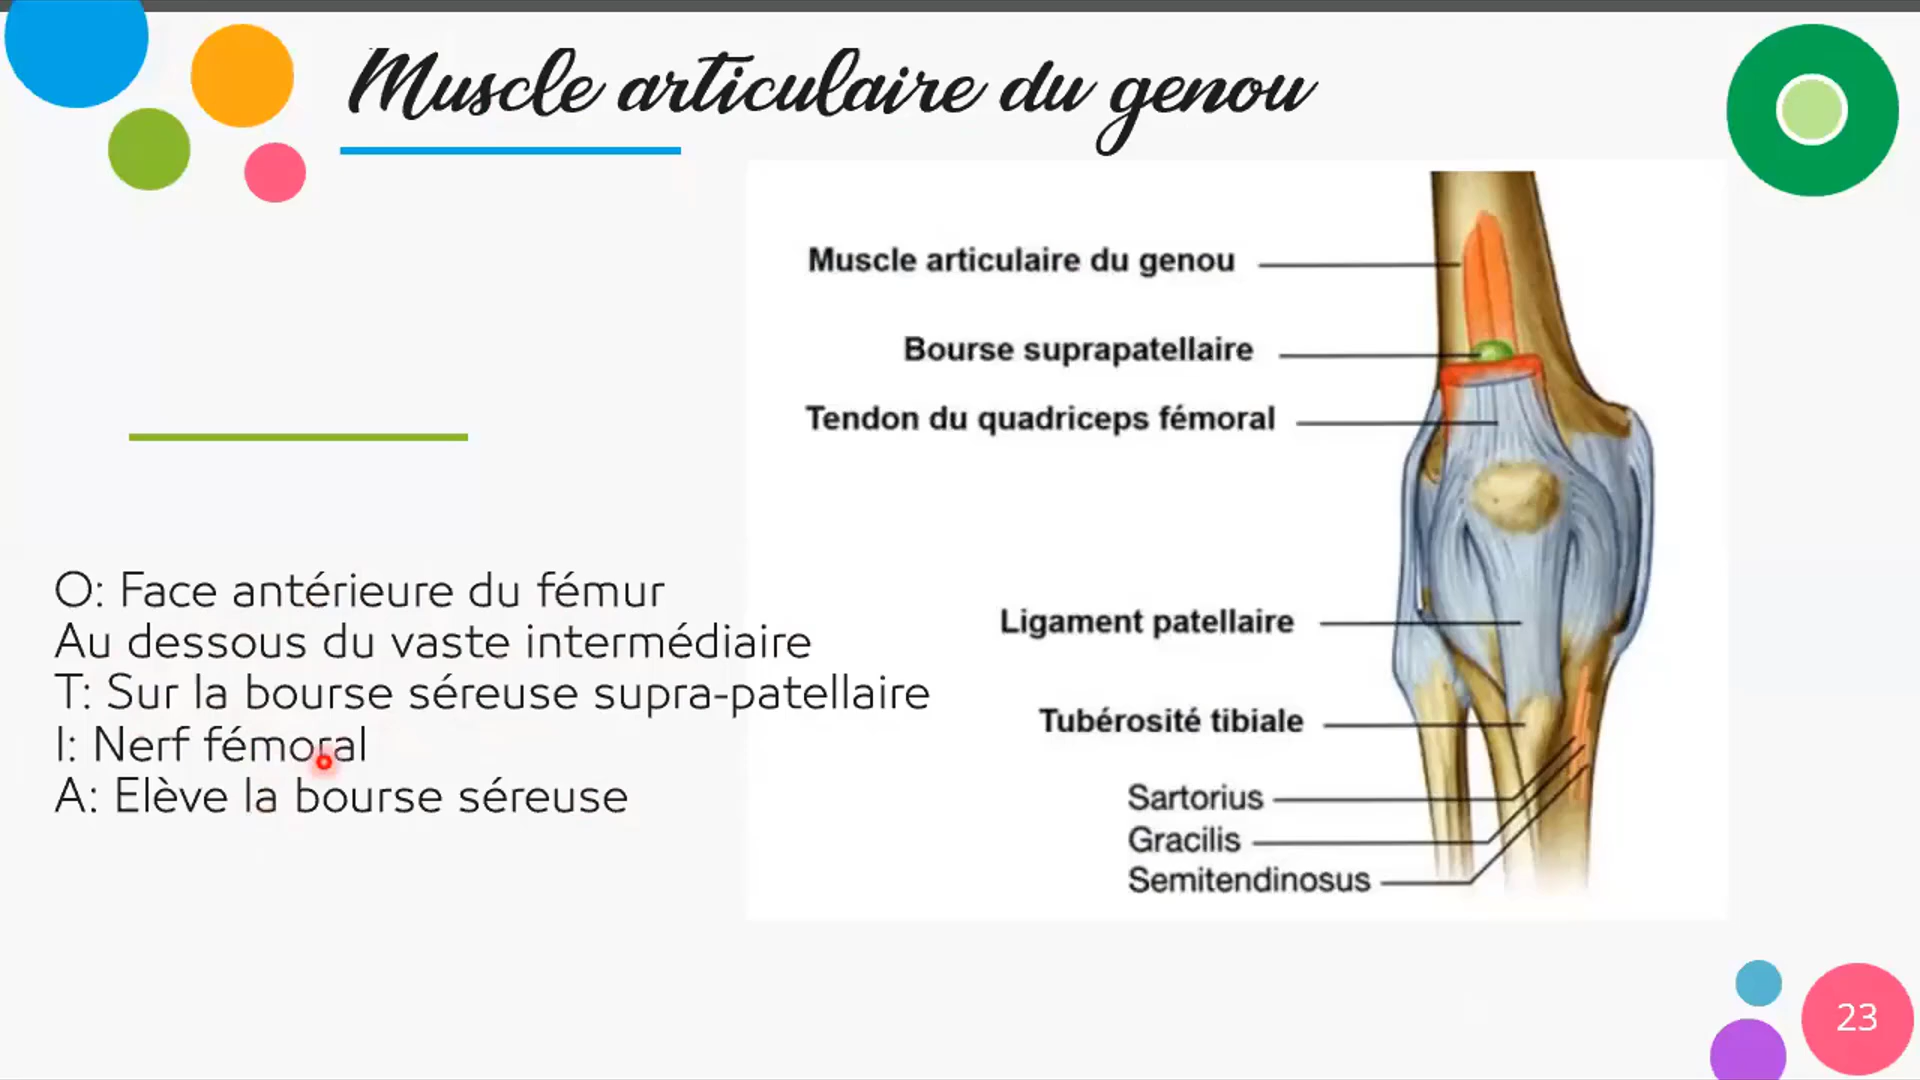 Muscle articulaire du genou
Muscle articulaire du genou
Bourse suprapatellaire
Tendon du quadriceps fémoral
Ligament patellaire
Tubérosité tibiale
Sartorius
Gracilis
Semitendinosus
O: Face antérieure du fémur
Au dessous du vaste intermédiaire
T: Sur la bourse séreuse supra-patellaire
I: Nerf fémoral
A: Elève la bourse séreuse
23